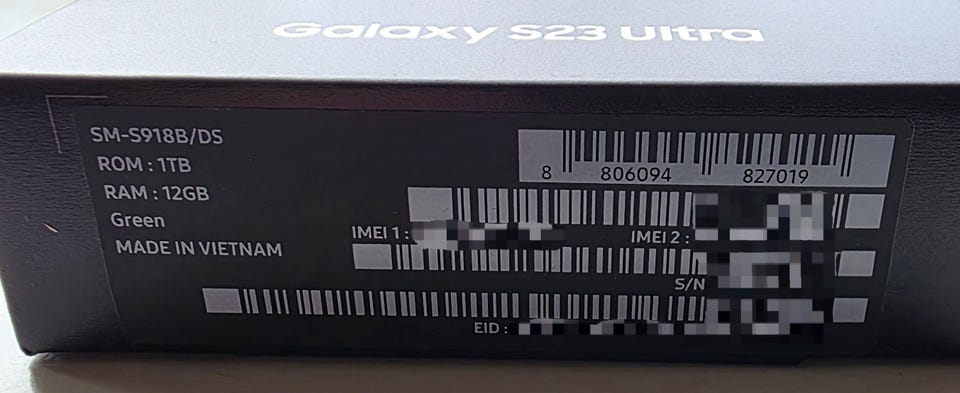 Galaxy S23 Ultra
SM-S918B/DS
ROM : 1TB
RAM : 12GB
Green
MADE IN VIETNAM
8 806094 827019
IMEI 1 :
IMEI 2 :
S/N
EID :